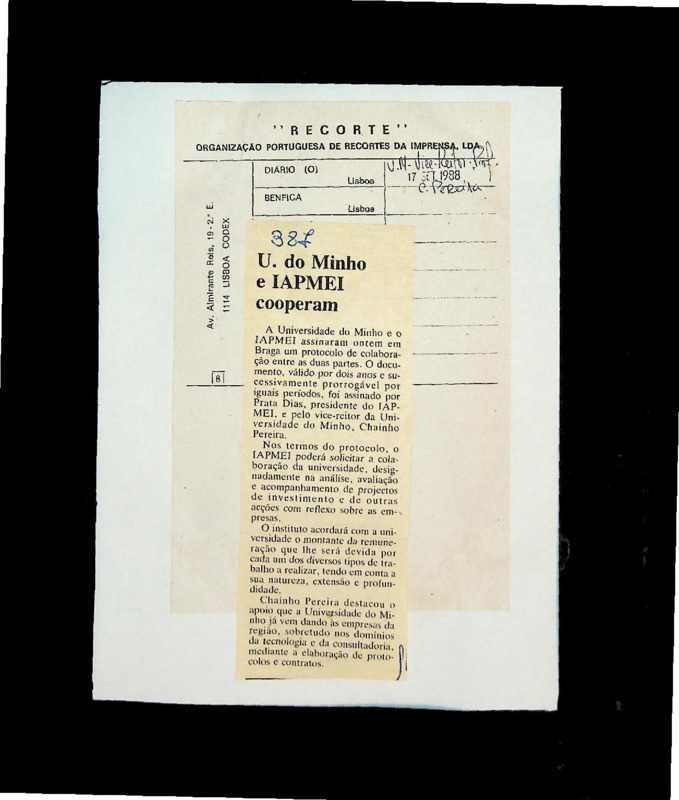 "RECORTE"
ORGANIZAÇÃO PORTUGUESA DE RECORTES DA IMPRENSA, LDA.
DIÁRIO (O)
Lisboa
BENFICA
Lisboa
U.M - Vice-Reitor - Prof.
17 SET. 1988
C. Pereira
Av. Almirante Reis, 19-2.º E.
1114 LISBOA CODEX
8
387
U. do Minho
e IAPMEI
cooperam
A Universidade do Minho e o
IAPMEI assinaram ontem em
Braga um protocolo de colabora-
ção entre as duas partes. O docu-
mento, válido por dois anos e su-
cessivamente prorrogável por
iguais períodos, foi assinado por
Prata Dias, presidente do IAP-
MEI, e pelo vice-reitor da Uni-
versidade do Minho, Chainho
Pereira.
Nos termos do protocolo, o
IAPMEI poderá solicitar a cola-
boração da universidade, desig-
nadamente na análise, avaliação
e acompanhamento de projectos
de investimento e de outras
acções com reflexo sobre as em-
presas.
O instituto acordará com a uni-
versidade o montante da remune-
ração que lhe será devida por
cada um dos diversos tipos de tra-
balho a realizar, tendo em conta a
sua natureza, extensão e profun-
didade.
Chainho Pereira destacou o
apoio que a Universidade do Mi-
nho já vem dando às empresas da
região, sobretudo nos domínios
da tecnologia e da consultadoria,
mediante a elaboração de proto-
colos e contratos.